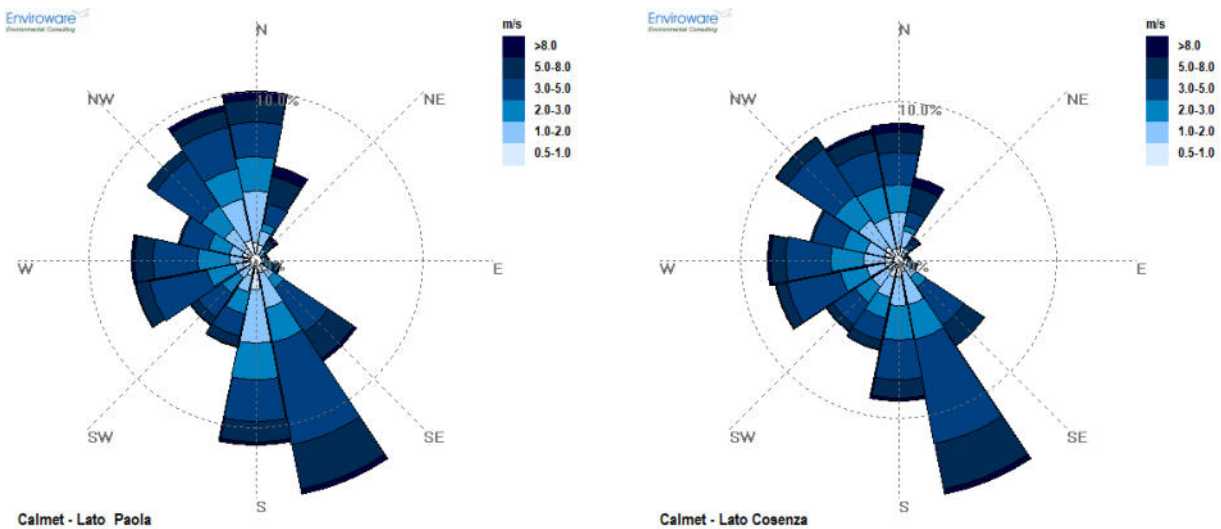 Enviroware
Environmental Consulting
N
NE
E
SE
S
SW
W
NW
10.0%
m/s
>8.0
5.0-8.0
3.0-5.0
2.0-3.0
1.0-2.0
0.5-1.0
Calmet - Lato Paola
Enviroware
Environmental Consulting
N
NE
E
SE
S
SW
W
NW
10.0%
m/s
>8.0
5.0-8.0
3.0-5.0
2.0-3.0
1.0-2.0
0.5-1.0
Calmet - Lato Cosenza